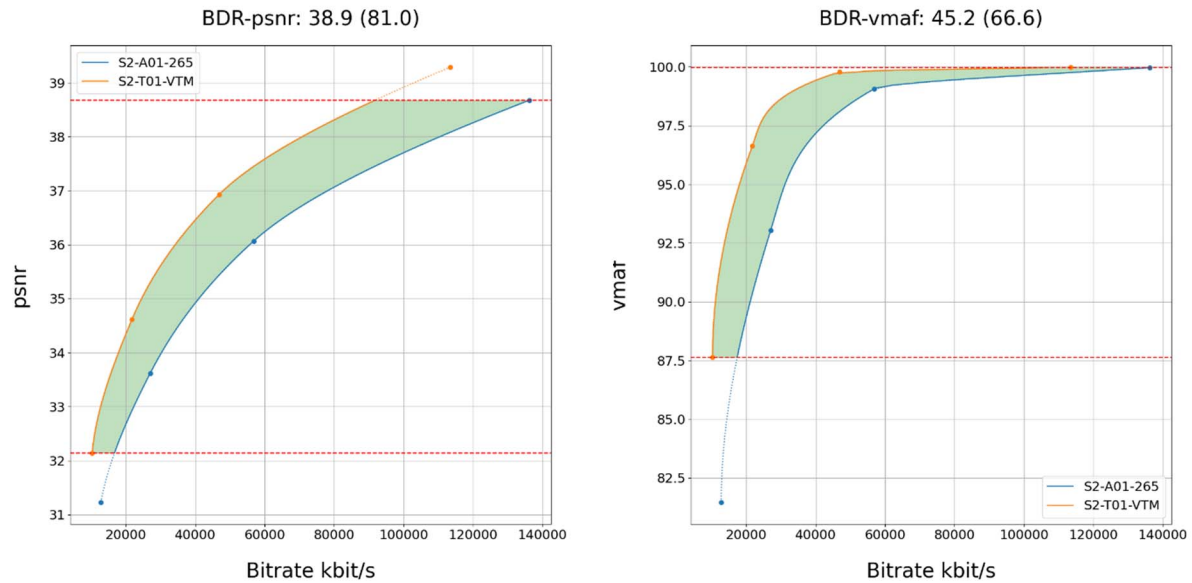 BDR-psnr: 38.9 (81.0)
S2-A01-265
S2-T01-VTM
psnr
39
38
37
36
35
34
33
32
31
20000 40000 60000 80000 100000 120000 140000
Bitrate kbit/s
BDR-vmaf: 45.2 (66.6)
vmaf
100.0
97.5
95.0
92.5
90.0
87.5
85.0
82.5
S2-A01-265
S2-T01-VTM
20000 40000 60000 80000 100000 120000 140000
Bitrate kbit/s